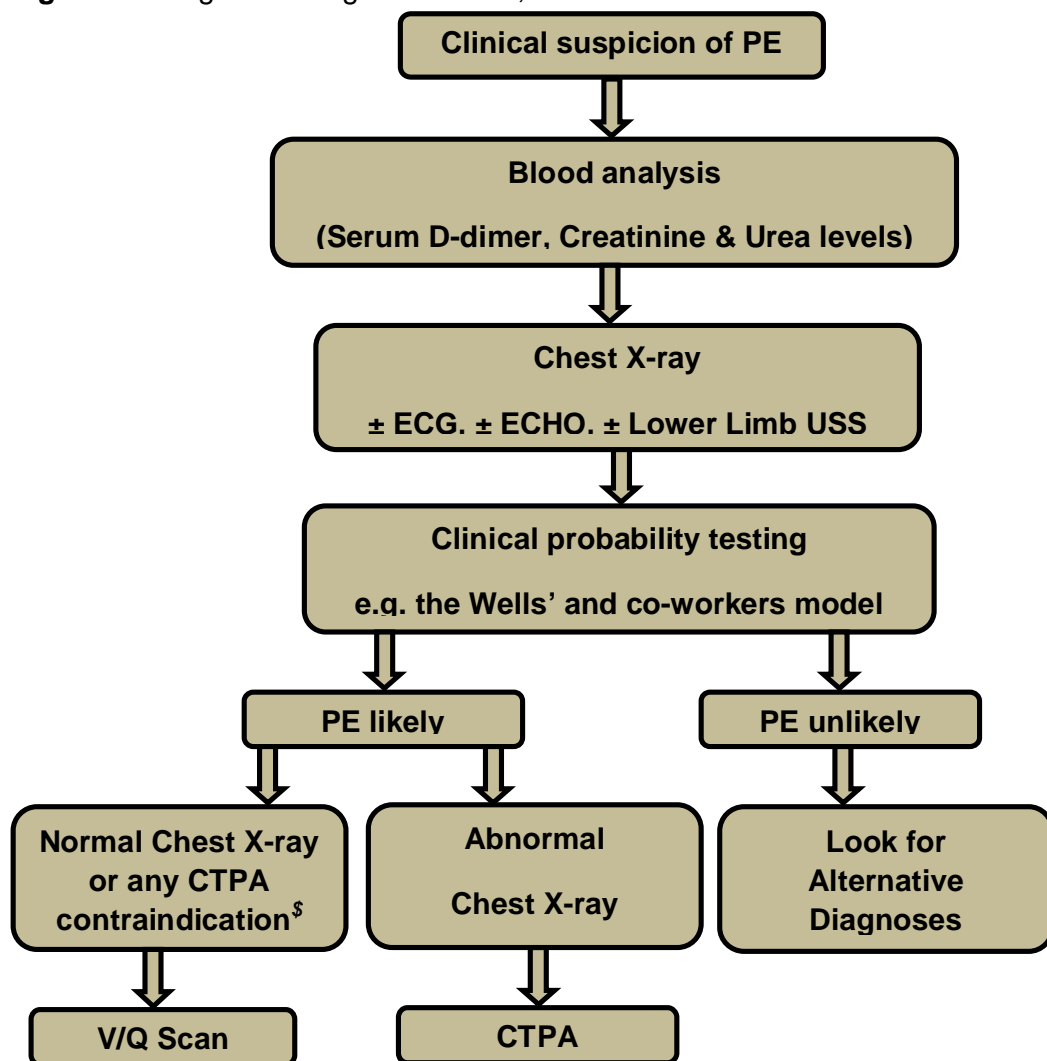 Clinical suspicion of PE
Blood analysis
(Serum D-dimer, Creatinine & Urea levels)
Chest X-ray
± ECG. ± ECHO. ± Lower Limb USS
Clinical probability testing
e.g. the Wells’ and co-workers model
PE likely
PE unlikely
Normal Chest X-ray
or any CTPA
contraindication$
Abnormal
Chest X-ray
Look for
Alternative
Diagnoses
V/Q Scan
CTPA